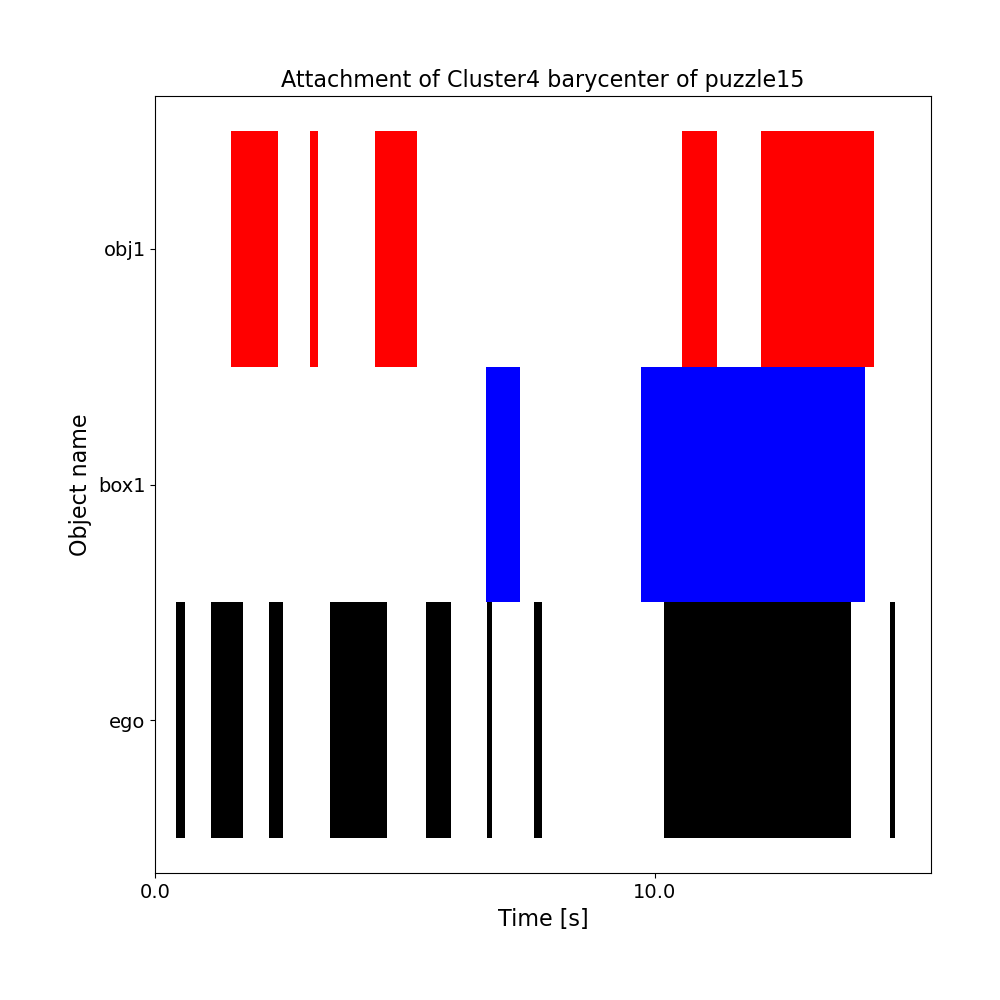 Attachment of Cluster4 barycenter of puzzle15
obj1
box1
ego
Object name
0.0
10.0
Time [s]